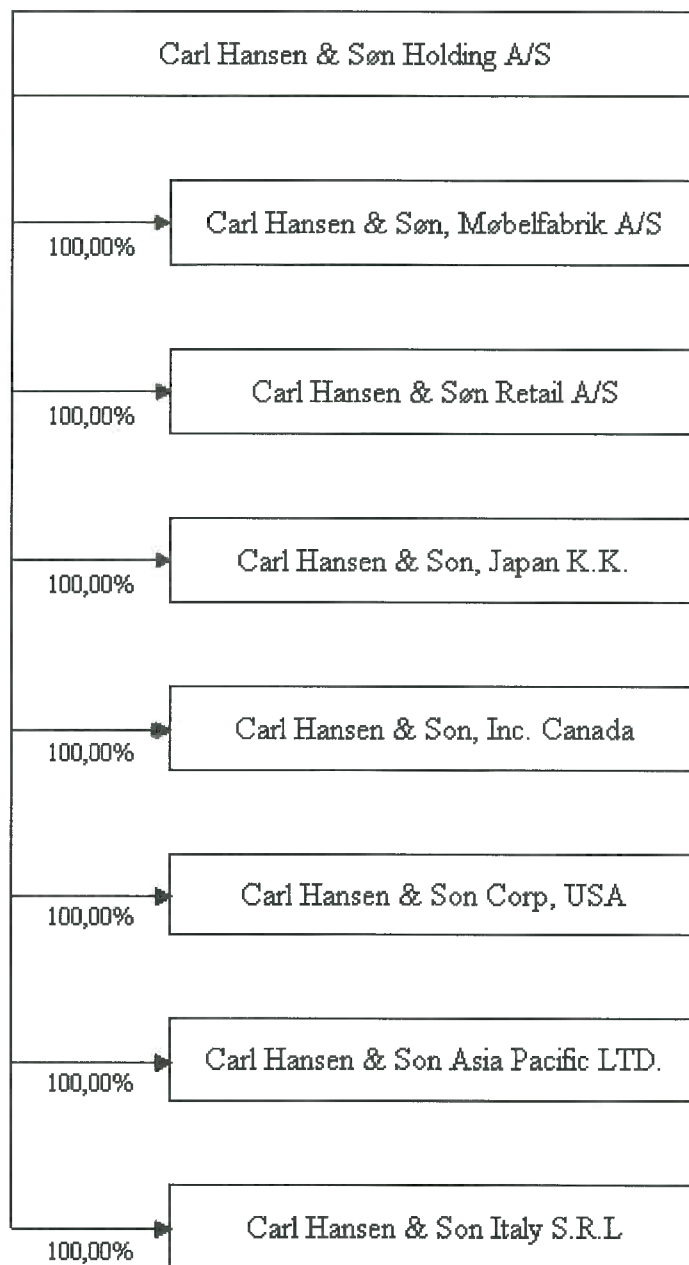 Carl Hansen & Søn Holding A/S
Carl Hansen & Søn, Møbelfabrik A/S
100,00%
Carl Hansen & Søn Retail A/S
100,00%
Carl Hansen & Son, Japan K.K.
100,00%
Carl Hansen & Son, Inc. Canada
100,00%
Carl Hansen & Son Corp, USA
100,00%
Carl Hansen & Son Asia Pacific LTD.
100,00%
Carl Hansen & Son Italy S.R.L
100,00%